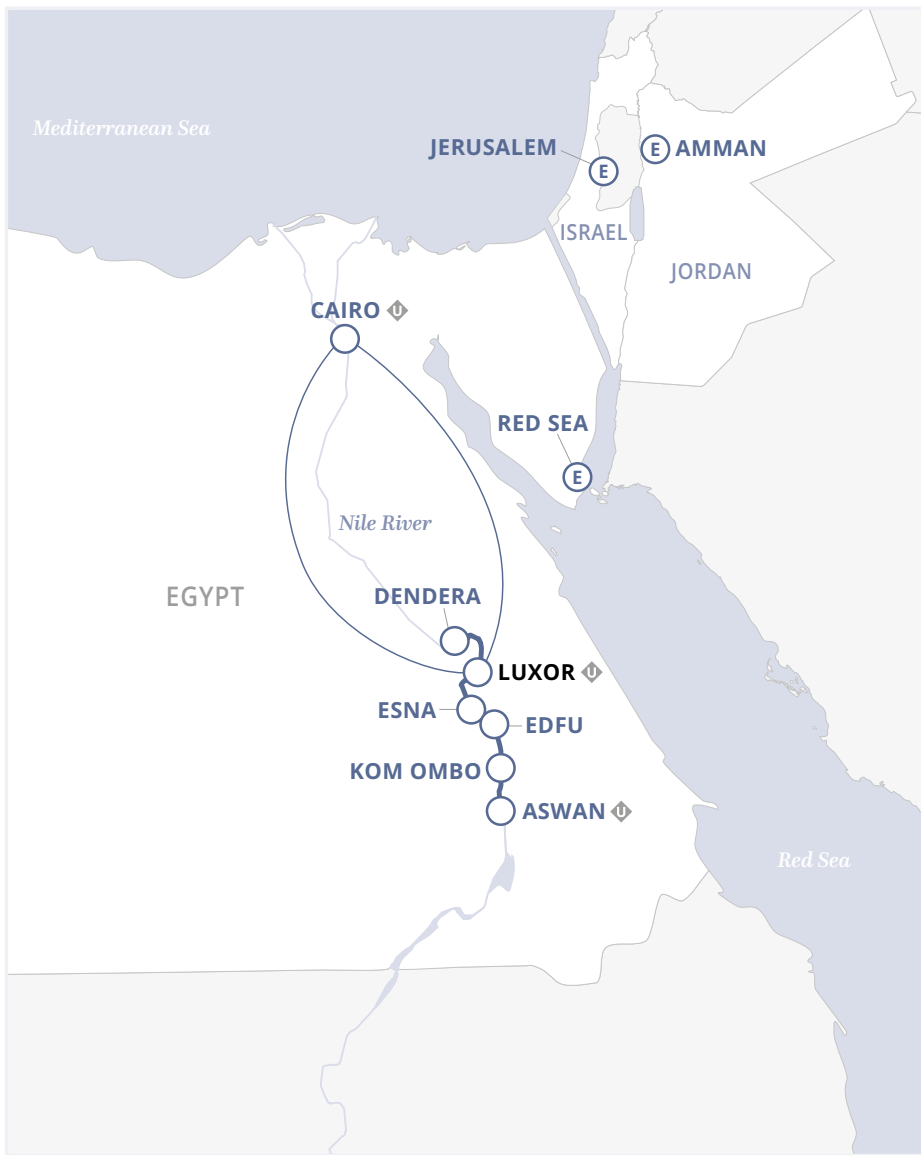 Mediterranean Sea
JERUSALEM
E
E
AMMAN
ISRAEL
JORDAN
CAIRO U
RED SEA
E
Nile River
EGYPT
DENDERA
LUXOR U
ESNA
EDFU
KOM OMBO
ASWAN U
Red Sea